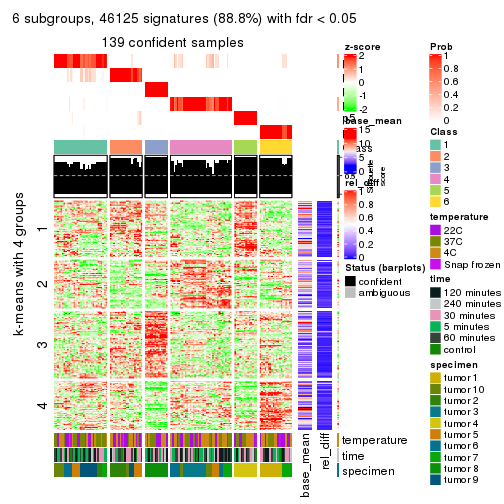 6 subgroups, 46125 signatures (88.8%) with fdr < 0.05
139 confident samples
k-means with 4 groups
1
2
3
4
base_mean
rel_diff
temperature
time
specimen
Silhouette
score
z-score
2
1
0
-1
-2
base_mean
15
10
5
0
rel_diff
1
0.8
0.6
0.4
0.2
0
Status (barplots)
confident
ambiguous
Prob
1
0.8
0.6
0.4
0.2
0
Class
1
2
3
4
5
6
temperature
22C
37C
4C
Snap frozen
time
120 minutes
240 minutes
30 minutes
5 minutes
60 minutes
control
specimen
tumor 1
tumor 10
tumor 2
tumor 3
tumor 4
tumor 5
tumor 6
tumor 7
tumor 8
tumor 9